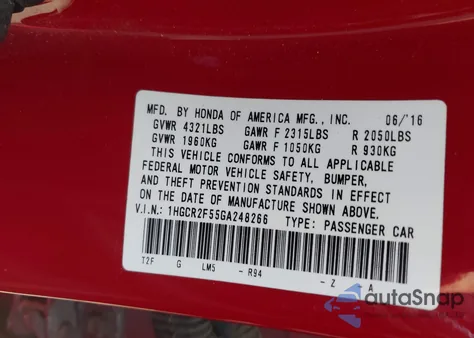 MFD. BY HONDA OF AMERICA MFG., INC. 06/'16
GVWR 4321LBS GAWR F 2315LBS R 2050LBS
GVWR 1960KG GAWR F 1050KG R 930KG
THIS VEHICLE CONFORMS TO ALL APPLICABLE
FEDERAL MOTOR VEHICLE SAFETY, BUMPER,
AND THEFT PREVENTION STANDARDS IN EFFECT
ON THE DATE OF MANUFACTURE SHOWN ABOVE.
V.I.N.: 1HGCR2F55GA248266 TYPE: PASSENGER CAR
T2F G LM5 - R94 - Z A
autoSnap